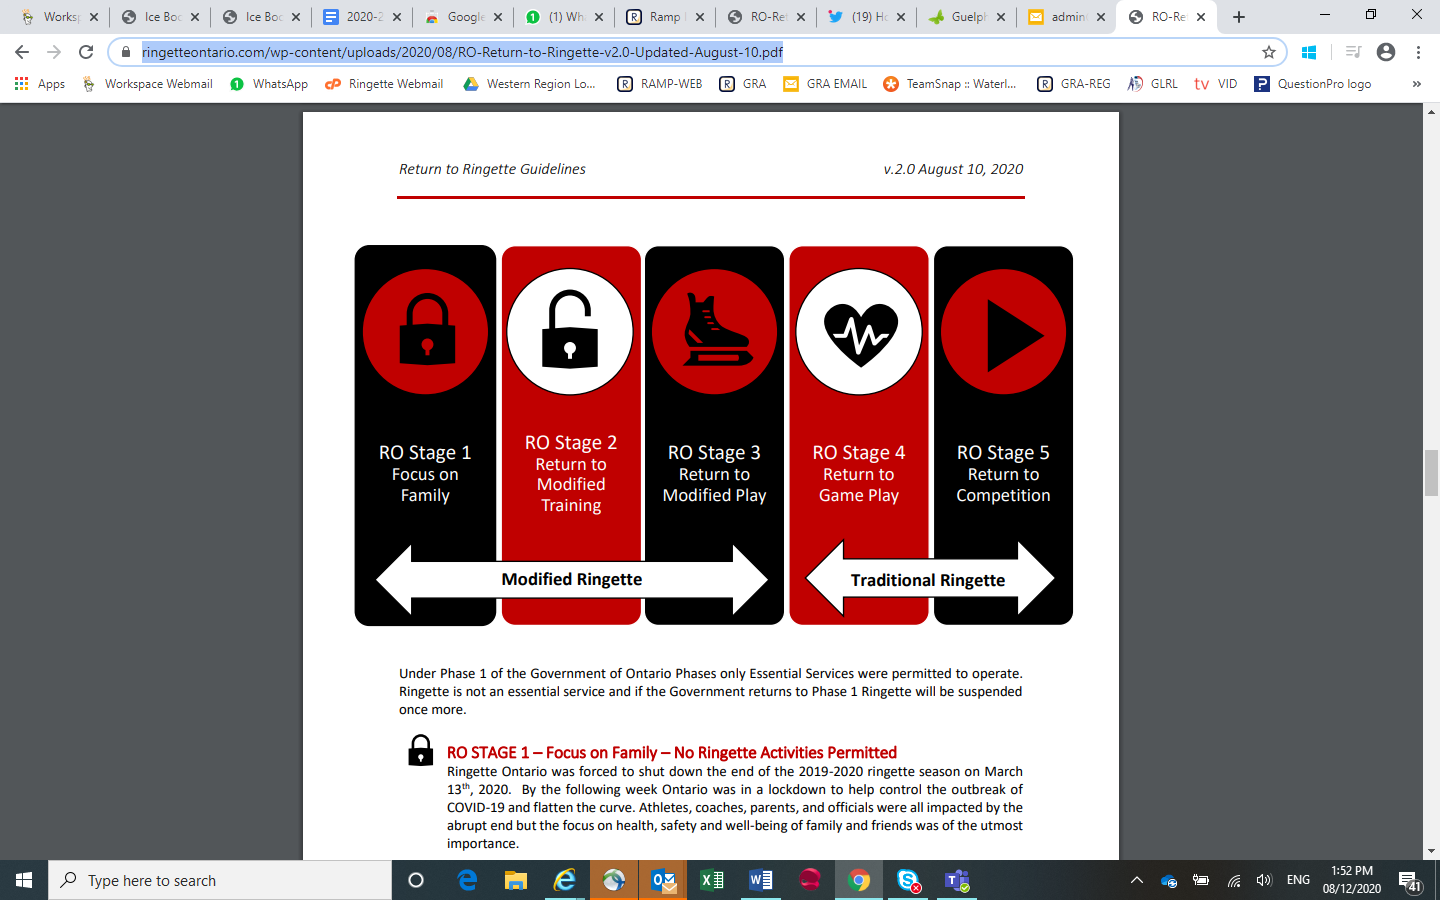 Works
Ice Boo
Ice Boo
2020-2
Google
(1) Wha
Ramp
RO-Ret
(19) Ho
Guelph
admin
RO-Re
ringetteontario.com/wp-content/uploads/2020/08/RO-Return-to-Ringette-v2.0-Updated-August-10.pdf
Apps
Workspace Webmail
WhatsApp
Ringette Webmail
Western Region Lo...
RAMP-WEB
GRA
GRA EMAIL
TeamSnap :: Waterl...
GRA-REG
GLRL
tv VID
QuestionPro logo
»
Return to Ringette Guidelines
v.2.0 August 10, 2020
RO Stage 1
Focus on
Family
RO Stage 2
Return to
Modified
Training
RO Stage 3
Return to
Modified Play
RO Stage 4
Return to
Game Play
RO Stage 5
Return to
Competition
Modified Ringette
Traditional Ringette
Under Phase 1 of the Government of Ontario Phases only Essential Services were permitted to operate.
Ringette is not an essential service and if the Government returns to Phase 1 Ringette will be suspended
once more.
RO STAGE 1 – Focus on Family – No Ringette Activities Permitted
Ringette Ontario was forced to shut down the end of the 2019-2020 ringette season on March
13th, 2020. By the following week Ontario was in a lockdown to help control the outbreak of
COVID-19 and flatten the curve. Athletes, coaches, parents, and officials were all impacted by the
abrupt end but the focus on health, safety and well-being of family and friends was of the utmost
importance.
Type here to search
ENG
1:52 PM
08/12/2020
41